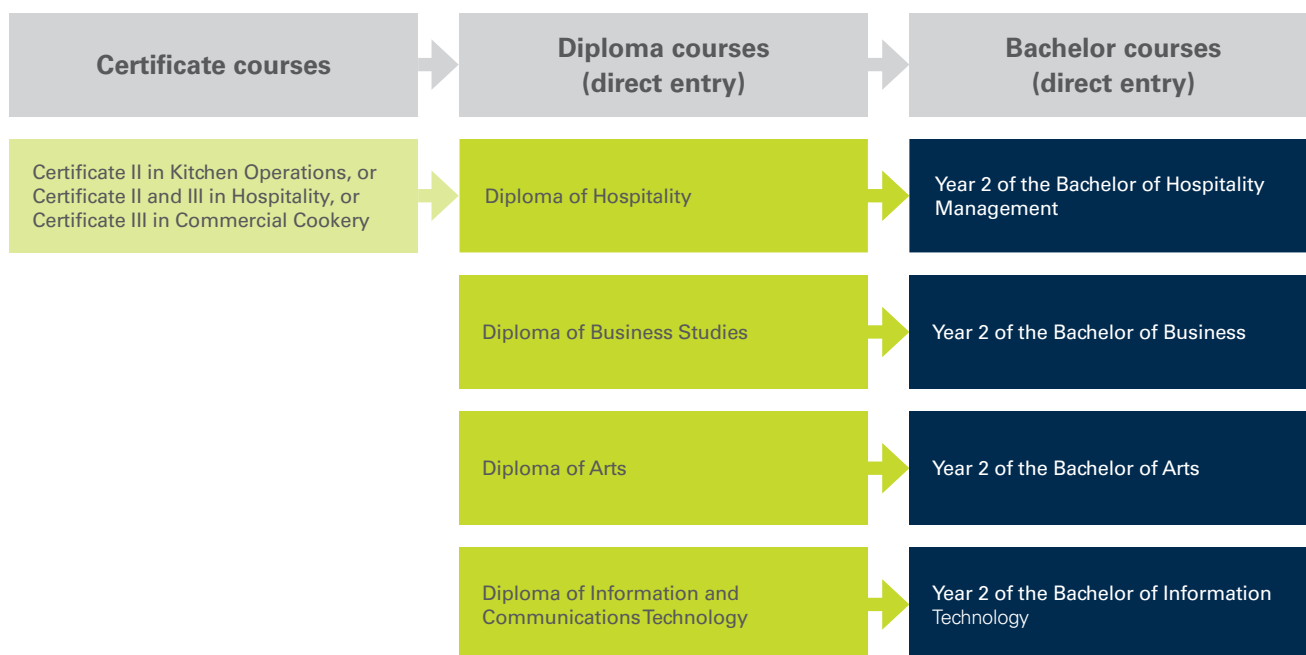 Certificate courses
Diploma courses
(direct entry)
Bachelor courses
(direct entry)
Certificate II in Kitchen Operations, or
Certificate II and III in Hospitality, or
Certificate III in Commercial Cookery
Diploma of Hospitality
Year 2 of the Bachelor of Hospitality
Management
Diploma of Business Studies
Year 2 of the Bachelor of Business
Diploma of Arts
Year 2 of the Bachelor of Arts
Diploma of Information and
Communications Technology
Year 2 of the Bachelor of Information
Technology